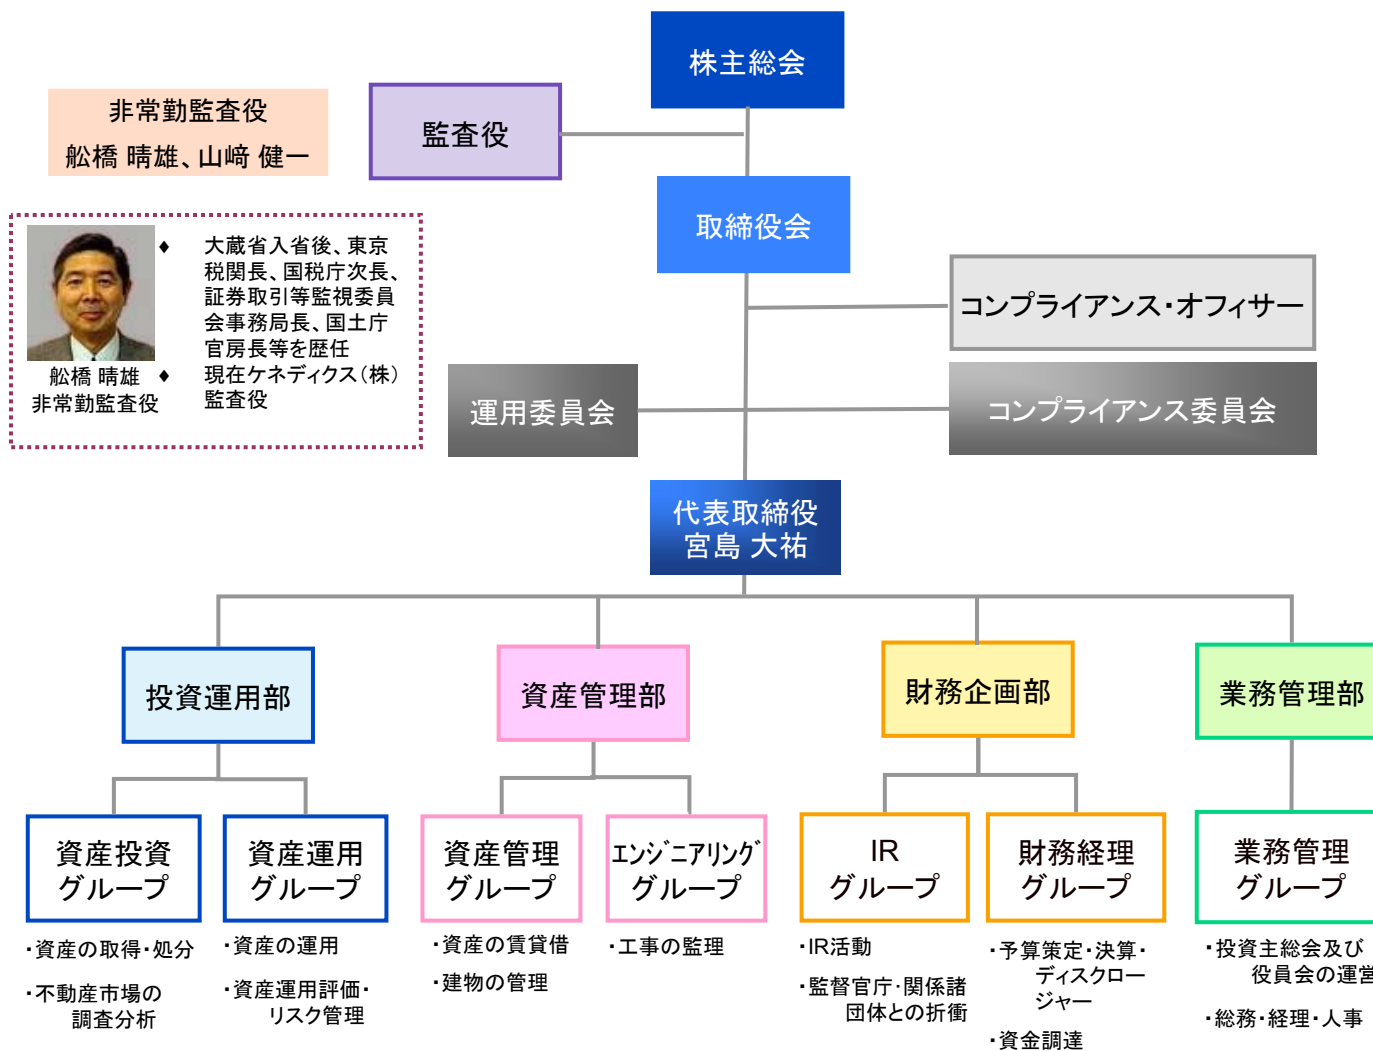 株主総会
非常勤監査役
舩橋 晴雄、山﨑 健一
監査役
取締役会
♦ 大蔵省入省後、東京
税関長、国税庁次長、
証券取引等監視委員
会事務局長、国土庁
官房長等を歴任
♦ 現在ケネディクス(株)
監査役
舩橋 晴雄
非常勤監査役
コンプライアンス・オフィサー
運用委員会
コンプライアンス委員会
代表取締役
宮島 大祐
投資運用部
資産管理部
財務企画部
業務管理部
資産投資
グループ
資産運用
グループ
資産管理
グループ
エンジニアリング
グループ
IR
グループ
財務経理
グループ
業務管理
グループ
・資産の取得・処分
・不動産市場の
調査分析
・資産の運用
・資産運用評価・
リスク管理
・資産の賃貸借
・建物の管理
・工事の監理
・IR活動
・監督官庁・関係諸
団体との折衝
・予算策定・決算・
ディスクロー
ジャー
・資金調達
・投資主総会及び
役員会の運営
・総務・経理・人事